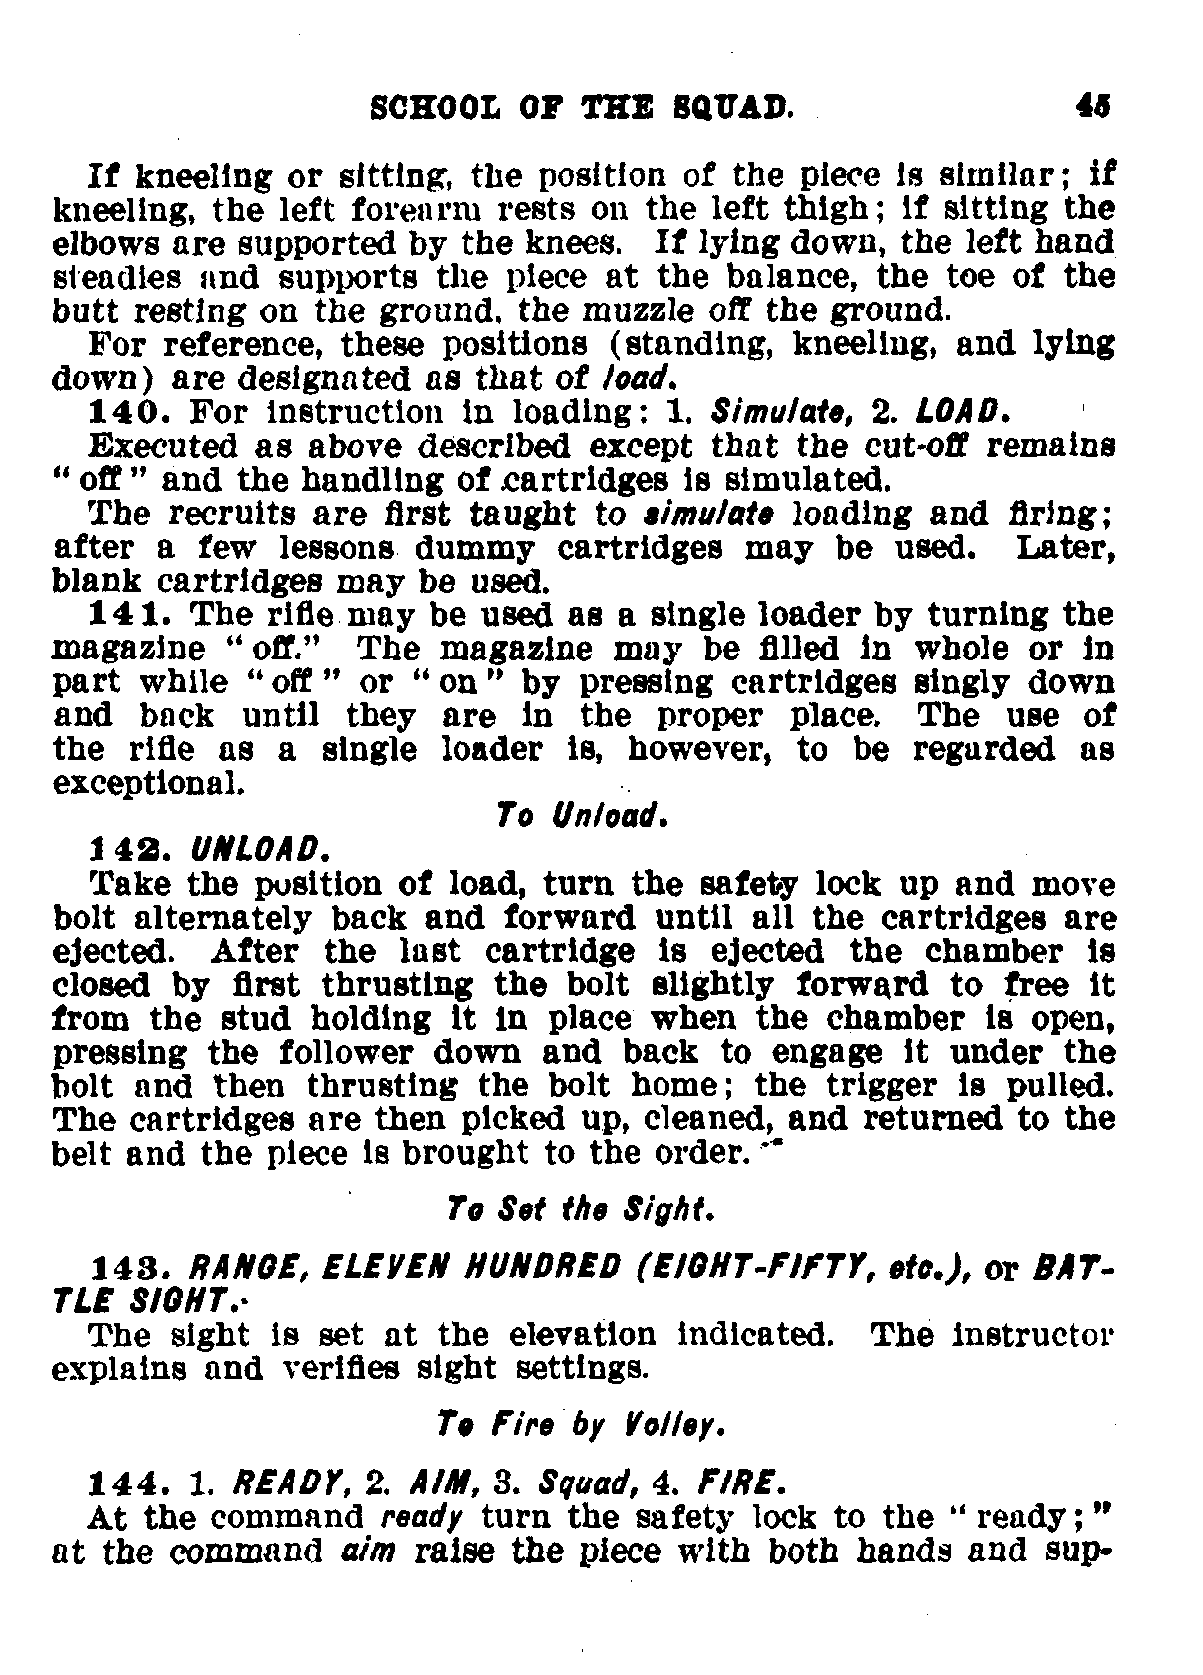 SCHOOL OF THE SQUAD. 45
If kneeling or sitting, the position of the piece is similar; if
kneeling, the left forearm rests on the left thigh; if sitting the
elbows are supported by the knees. If lying down, the left hand
steadies and supports the piece at the balance, the toe of the
butt resting on the ground, the muzzle off the ground.
For reference, these positions (standing, kneeling, and lying
down) are designated as that of load.
140. For instruction in loading: 1. Simulate, 2. LOAD.
Executed as above described except that the cut-off remains
"off" and the handling of cartridges is simulated.
The recruits are first taught to simulate loading and firing;
after a few lessons dummy cartridges may be used. Later,
blank cartridges may be used.
141. The rifle may be used as a single loader by turning the
magazine "off." The magazine may be filled in whole or in
part while "off" or "on" by pressing cartridges singly down
and back until they are in the proper place. The use of
the rifle as a single loader is, however, to be regarded as
exceptional.
To Unload.
142. UNLOAD.
Take the position of load, turn the safety lock up and move
bolt alternately back and forward until all the cartridges are
ejected. After the last cartridge is ejected the chamber is
closed by first thrusting the bolt slightly forward to free it
from the stud holding it in place when the chamber is open,
pressing the follower down and back to engage it under the
bolt and then thrusting the bolt home; the trigger is pulled.
The cartridges are then picked up, cleaned, and returned to the
belt and the piece is brought to the order.
To Set the Sight.
143. RANGE, ELEVEN HUNDRED (EIGHT-FIFTY, etc.), or BAT-
TLE SIGHT.
The sight is set at the elevation indicated. The instructor
explains and verifies sight settings.
To Fire by Volley.
144. 1. READY, 2. AIM, 3. Squad, 4. FIRE.
At the command ready turn the safety lock to the "ready;"
at the command aim raise the piece with both hands and sup-